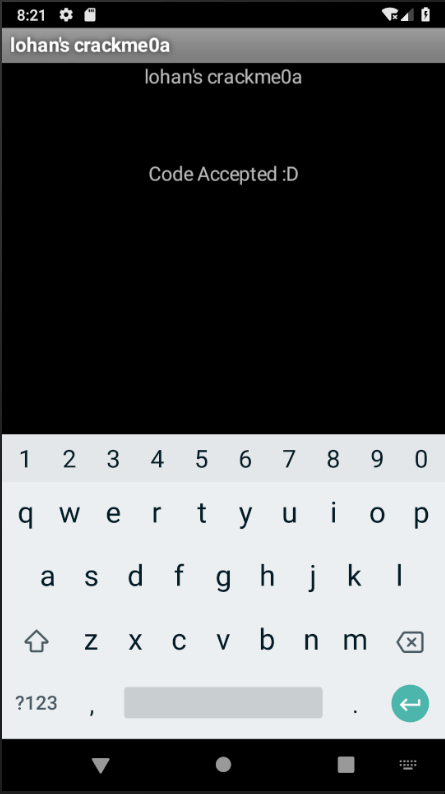 8:21
lohan's crackme0a
lohan's crackme0a
Code Accepted :D
1 2 3 4 5 6 7 8 9 0
q w e r t y u i o p
a s d f g h j k l
z x c v b n m
?123 , .